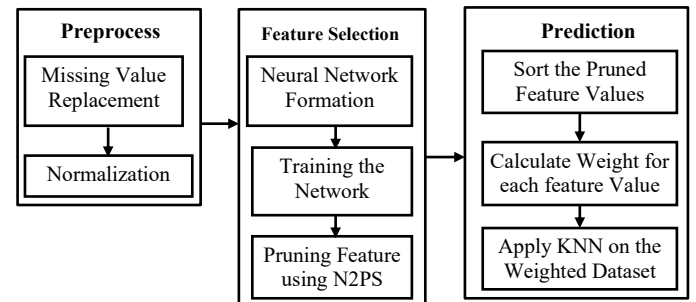 Preprocess
Missing Value
Replacement
Normalization
Feature Selection
Neural Network
Formation
Training the
Network
Pruning Feature
using N2PS
Prediction
Sort the Pruned
Feature Values
Calculate Weight for
each feature Value
Apply KNN on the
Weighted Dataset